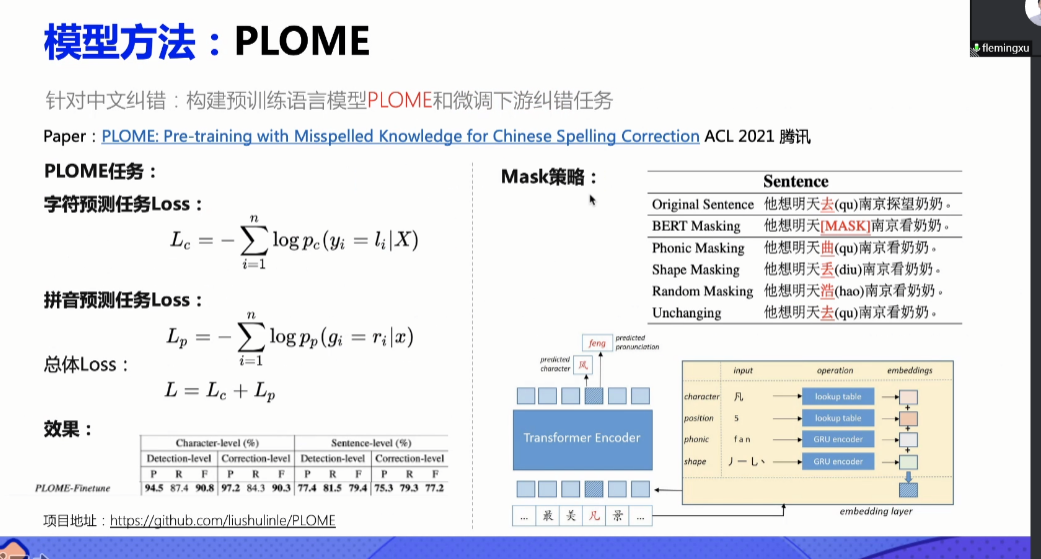 模型方法：PLOME
flemingxu
针对中文纠错：构建预训练语言模型PLOME和微调下游纠错任务
Paper：PLOME: Pre-training with Misspelled Knowledge for Chinese Spelling Correction ACL 2021 腾讯
PLOME任务：
字符预测任务Loss：
L_c = -∑_{i=1}^{n} log p_c(y_i = l_i|X)
拼音预测任务Loss：
L_p = -∑_{i=1}^{n} log p_p(g_i = r_i|x)
总体Loss：
L = L_c + L_p
效果：
Character-level (%) Sentence-level (%)
Detection-level Correction-level Detection-level Correction-level
P R F P R F P R F P R F
PLOME-Finetune 94.5 87.4 90.8 97.2 84.3 90.3 77.4 81.5 79.4 75.3 79.3 77.2
项目地址：https://github.com/liushulinle/PLOME
Mask策略：
Sentence
Original Sentence 他想明天去(qu)南京探望奶奶。
BERT Masking 他想明天[MASK]南京看奶奶。
Phonic Masking 他想明天曲(qu)南京看奶奶。
Shape Masking 他想明天丢(diu)南京看奶奶。
Random Masking 他想明天浩(hao)南京看奶奶。
Unchanging 他想明天去(qu)南京看奶奶。
feng
predicted pronunciation
predicted character
风
Transformer Encoder
... 最 美 凡 景 ...
input operation embeddings
character 凡 lookup table
+
position 5 lookup table
+
phonic f a n GRU encoder
+
shape ノ一乚丶 GRU encoder
embedding layer